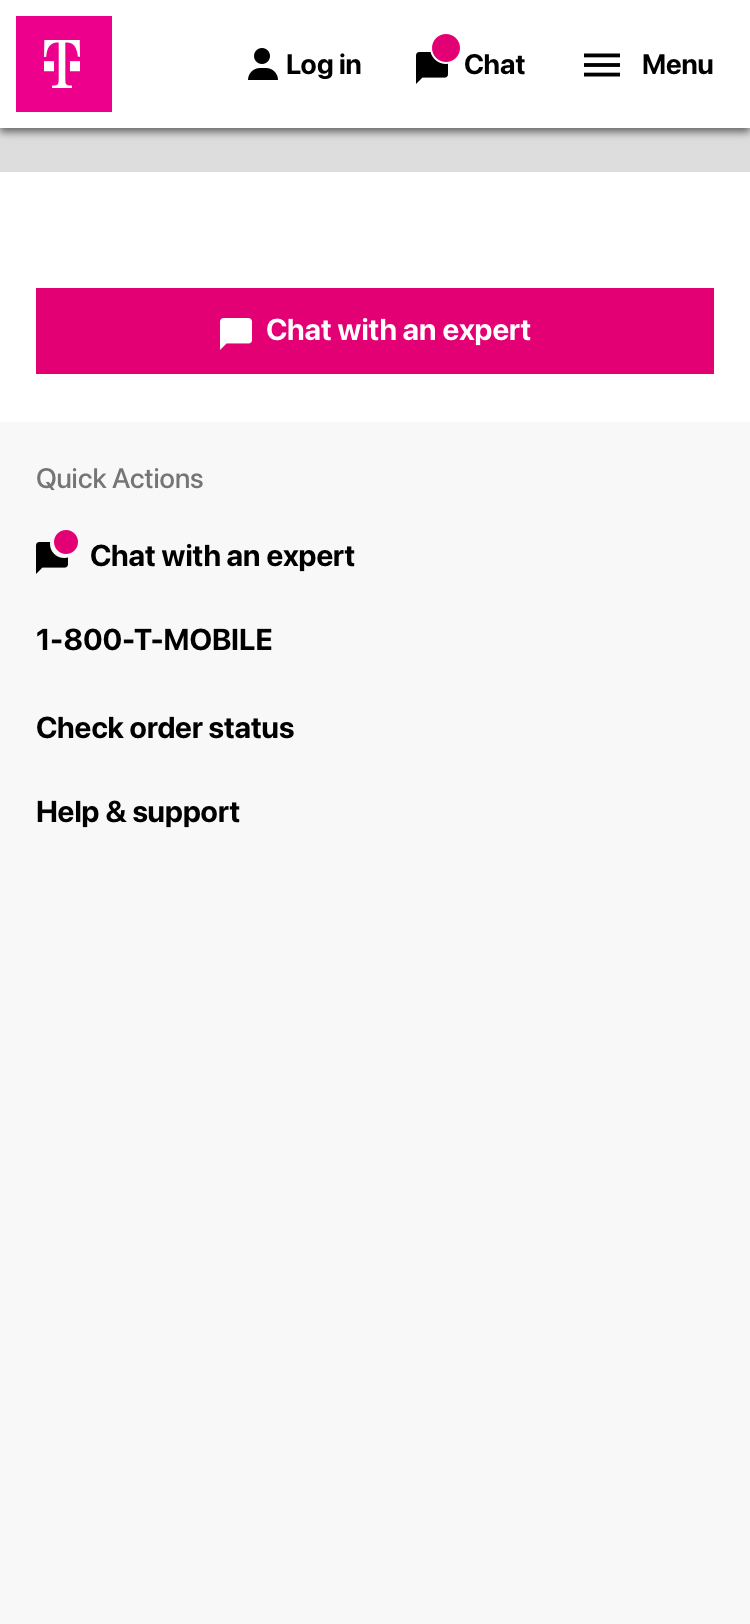 T
Log in
Chat
Menu
Chat with an expert
Quick Actions
Chat with an expert
1-800-T-MOBILE
Check order status
Help & support